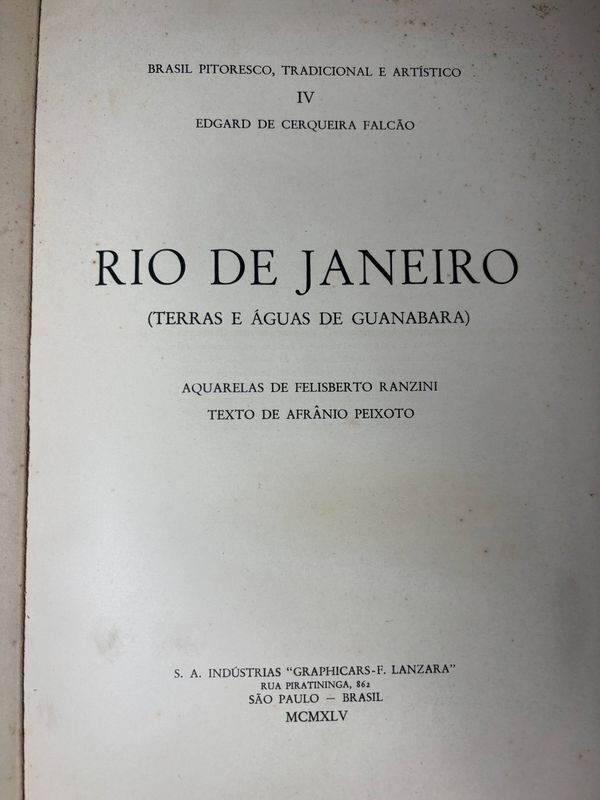 BRASIL PITORESCO, TRADICIONAL E ARTÍSTICO
IV
EDGARD DE CERQUEIRA FALCÃO
RIO DE JANEIRO
(TERRAS E ÁGUAS DE GUANABARA)
AQUARELAS DE FELISBERTO RANZINI
TEXTO DE AFRÂNIO PEIXOTO
S. A. INDÚSTRIAS "GRAPHICARS-F. LANZARA"
RUA PIRATININGA, 862
SÃO PAULO – BRASIL
MCMXLV